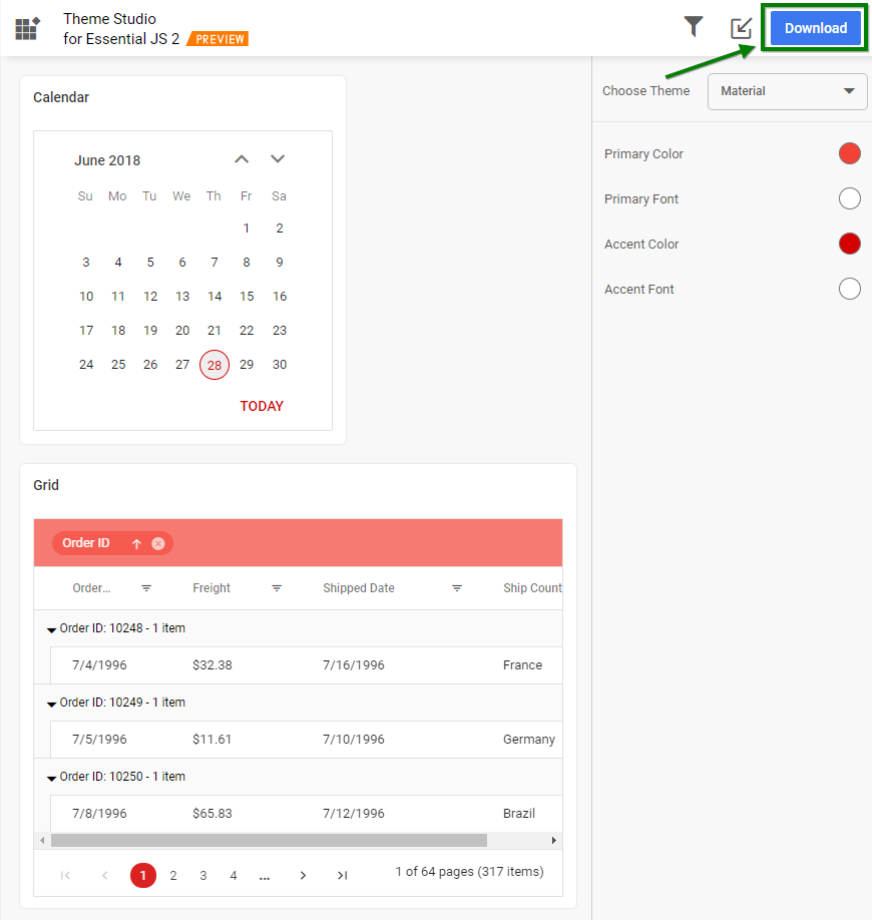 Theme Studio
for Essential JS 2 PREVIEW
Download
Choose Theme Material
Primary Color
Primary Font
Accent Color
Accent Font
Calendar
June 2018
Su Mo Tu We Th Fr Sa
1 2
3 4 5 6 7 8 9
10 11 12 13 14 15 16
17 18 19 20 21 22 23
24 25 26 27 28 29 30
TODAY
Grid
Order ID
Order... Freight Shipped Date Ship Count
Order ID: 10248 - 1 item
7/4/1996 $32.38 7/16/1996 France
Order ID: 10249 - 1 item
7/5/1996 $11.61 7/10/1996 Germany
Order ID: 10250 - 1 item
7/8/1996 $65.83 7/12/1996 Brazil
1 2 3 4 ... 1 of 64 pages (317 items)